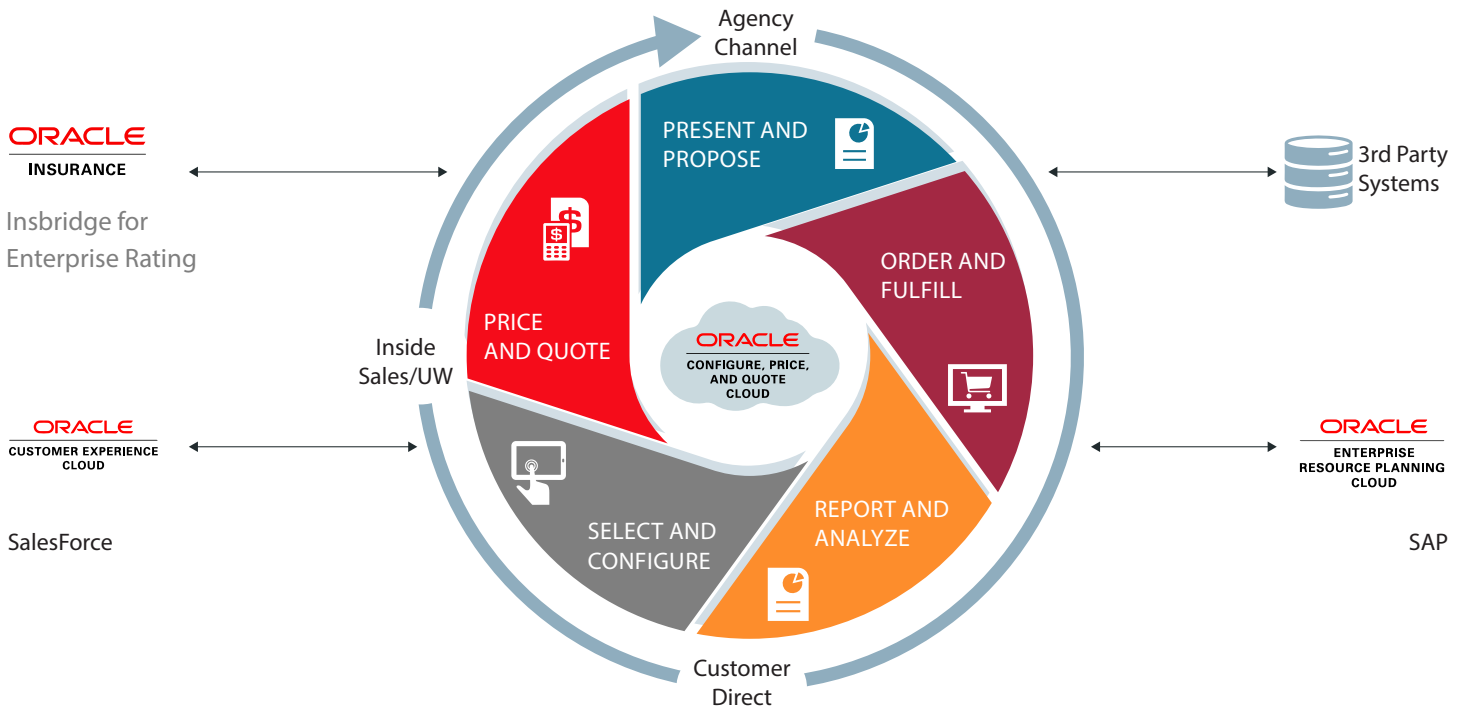 Agency
Channel
ORACLE
INSURANCE
Insbridge for
Enterprise Rating
PRESENT AND
PROPOSE
3rd Party
Systems
$
$
PRICE
AND QUOTE
ORDER AND
FULFILL
Inside
Sales/UW
ORACLE
CONFIGURE, PRICE,
AND QUOTE
CLOUD
ORACLE
CUSTOMER EXPERIENCE
CLOUD
SalesForce
ORACLE
ENTERPRISE
RESOURCE PLANNING
CLOUD
SAP
SELECT AND
CONFIGURE
REPORT AND
ANALYZE
Customer
Direct